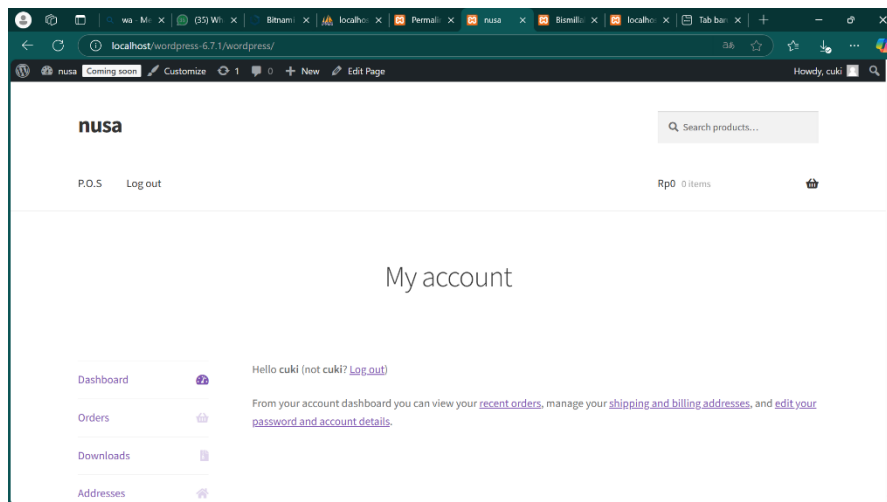 wa - Me
(35) Wh
Bitnami
localhos
Permalin
nusa
Bismilla
localhos
Tab ban
localhost/wordpress-6.7.1/wordpress/
nusa Coming soon Customize 1 0 New Edit Page Howdy, cuki
nusa
Search products…
P.O.S Log out Rp0 0 items
My account
Dashboard
Hello cuki (not cuki? Log out)
From your account dashboard you can view your recent orders, manage your shipping and billing addresses, and edit your
password and account details.
Orders
Downloads
Addresses